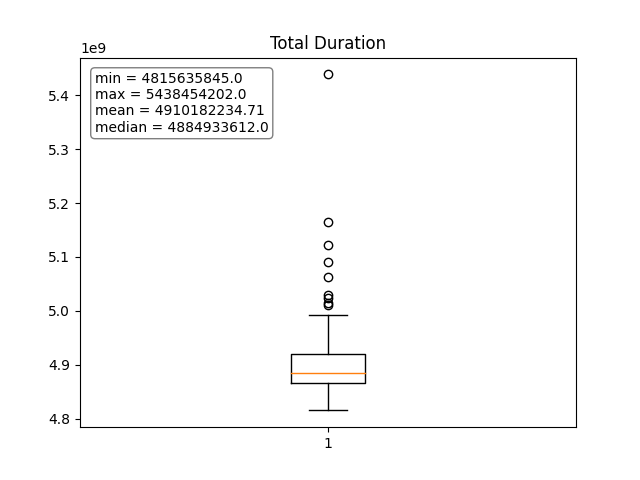 Total Duration
1e9
min = 4815635845.0
max = 5438454202.0
mean = 4910182234.71
median = 4884933612.0
5.4
5.3
5.2
5.1
5.0
4.9
4.8
1